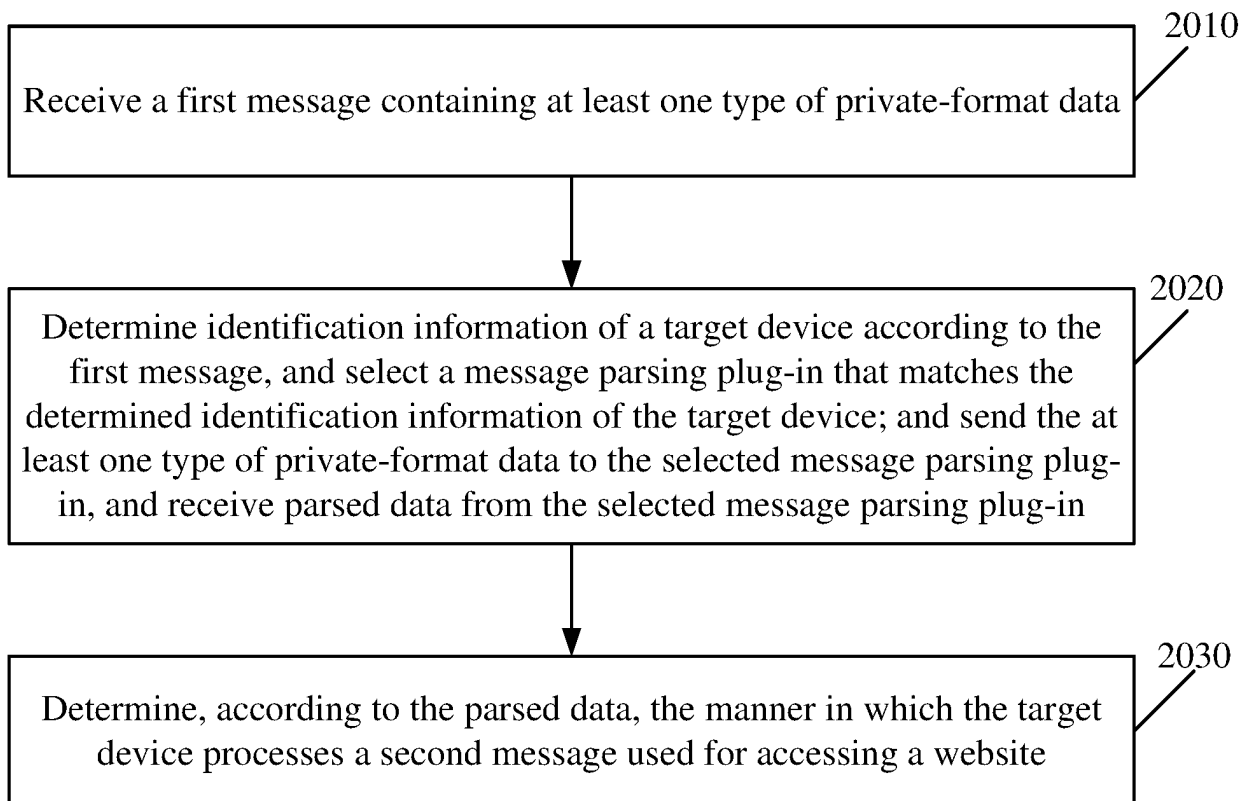 2010
Receive a first message containing at least one type of private-format data
2020
Determine identification information of a target device according to the
first message, and select a message parsing plug-in that matches the
determined identification information of the target device; and send the at
least one type of private-format data to the selected message parsing plug-
in, and receive parsed data from the selected message parsing plug-in
2030
Determine, according to the parsed data, the manner in which the target
device processes a second message used for accessing a website